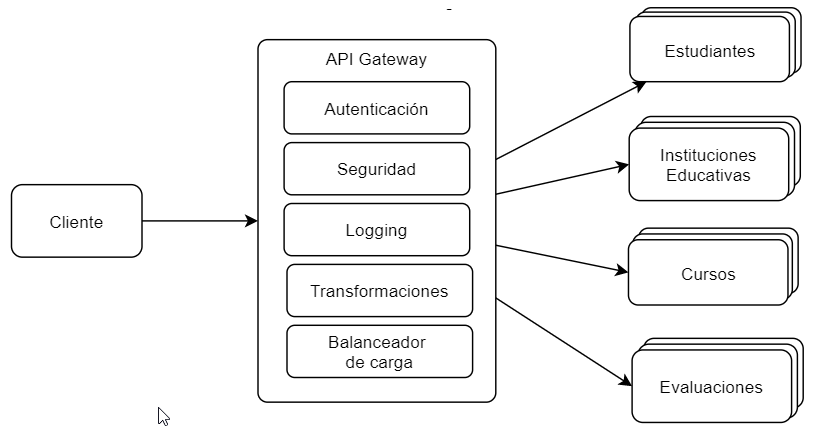 API Gateway
Autenticación
Seguridad
Logging
Transformaciones
Balanceador
de carga
Cliente
Estudiantes
Instituciones
Educativas
Cursos
Evaluaciones